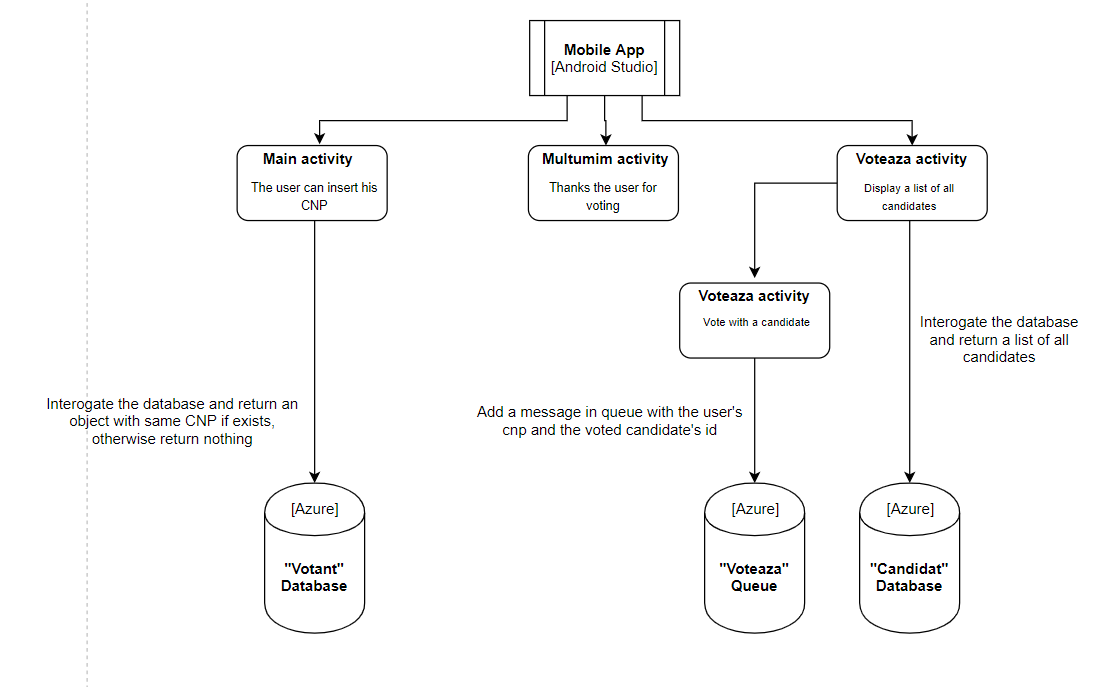 Mobile App
[Android Studio]
Main activity
The user can insert his
CNP
Multumim activity
Thanks the user for
voting
Voteaza activity
Display a list of all
candidates
Voteaza activity
Vote with a candidate
Interogate the database
and return a list of all
candidates
Interogate the database and return an
object with same CNP if exists,
otherwise return nothing
Add a message in queue with the user's
cnp and the voted candidate's id
[Azure]
"Votant"
Database
[Azure]
"Voteaza"
Queue
[Azure]
"Candidat"
Database